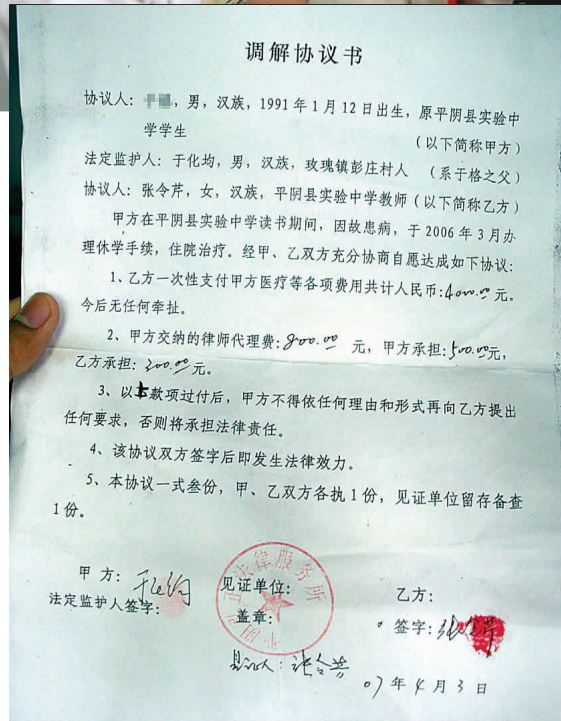 调解协议书
协议人：，男，汉族，1991年1月12日出生，原平阴县实验中
学学生
（以下简称甲方）
法定监护人：于化均，男，汉族，玫瑰镇彭庄村人 （系于格之父）
协议人：张令芹，女，汉族，平阴县实验中学教师（以下简称乙方）
甲方在平阴县实验中学读书期间，因故患病，于2006年3月办
理休学手续，住院治疗。经甲、乙双方充分协商自愿达成如下协议：
1、乙方一次性支付甲方医疗等各项费用共计人民币：4000.00元。
今后无任何牵扯。
2、甲方交纳的律师代理费：800.00 元，甲方承担：500.00元，
乙方承担：300.00元。
3、以上款项过付后，甲方不得依任何理由和形式再向乙方提出
任何要求，否则将承担法律责任。
4、该协议双方签字后即发生法律效力。
5、本协议一式叁份，甲、乙双方各执1份，见证单位留存备查
1份。
甲方：于化均
法定监护人签字：
见证单位：
盖章：
法律服务所
乙方：
签字：张令芹
见证人：
07年4月3日